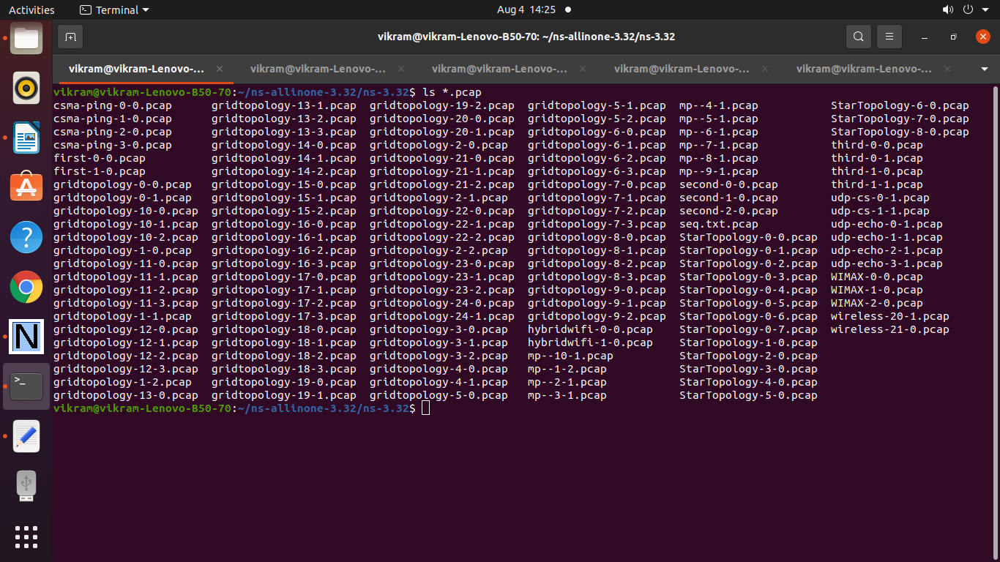 Activities Terminal Aug 4 14:25
vikram@vikram-Lenovo-B50-70: ~/ns-allinone-3.32/ns-3.32
vikram@vikram-Lenovo-... vikram@vikram-Lenovo-... vikram@vikram-Lenovo-... vikram@vikram-Lenovo-... vikram@vikram-Lenovo-...
vikram@vikram-Lenovo-B50-70:~/ns-allinone-3.32/ns-3.32$ ls *.pcap
csma-ping-0-0.pcap gridtopology-13-1.pcap gridtopology-19-2.pcap gridtopology-5-1.pcap mp--4-1.pcap StarTopology-6-0.pcap
csma-ping-1-0.pcap gridtopology-13-2.pcap gridtopology-20-0.pcap gridtopology-5-2.pcap mp--5-1.pcap StarTopology-7-0.pcap
csma-ping-2-0.pcap gridtopology-13-3.pcap gridtopology-20-1.pcap gridtopology-6-0.pcap mp--6-1.pcap StarTopology-8-0.pcap
csma-ping-3-0.pcap gridtopology-14-0.pcap gridtopology-2-0.pcap gridtopology-6-1.pcap mp--7-1.pcap third-0-0.pcap
first-0-0.pcap gridtopology-14-1.pcap gridtopology-21-0.pcap gridtopology-6-2.pcap mp--8-1.pcap third-0-1.pcap
first-1-0.pcap gridtopology-14-2.pcap gridtopology-21-1.pcap gridtopology-6-3.pcap mp--9-1.pcap third-1-0.pcap
gridtopology-0-0.pcap gridtopology-15-0.pcap gridtopology-21-2.pcap gridtopology-7-0.pcap second-0-0.pcap third-1-1.pcap
gridtopology-0-1.pcap gridtopology-15-1.pcap gridtopology-2-1.pcap gridtopology-7-1.pcap second-1-0.pcap udp-cs-0-1.pcap
gridtopology-10-0.pcap gridtopology-15-2.pcap gridtopology-22-0.pcap gridtopology-7-2.pcap second-2-0.pcap udp-cs-1-1.pcap
gridtopology-10-1.pcap gridtopology-16-0.pcap gridtopology-22-1.pcap gridtopology-7-3.pcap seq.txt.pcap udp-echo-0-1.pcap
gridtopology-10-2.pcap gridtopology-16-1.pcap gridtopology-22-2.pcap gridtopology-8-0.pcap StarTopology-0-0.pcap udp-echo-1-1.pcap
gridtopology-1-0.pcap gridtopology-16-2.pcap gridtopology-2-2.pcap gridtopology-8-1.pcap StarTopology-0-1.pcap udp-echo-2-1.pcap
gridtopology-11-0.pcap gridtopology-16-3.pcap gridtopology-23-0.pcap gridtopology-8-2.pcap StarTopology-0-2.pcap udp-echo-3-1.pcap
gridtopology-11-1.pcap gridtopology-17-0.pcap gridtopology-23-1.pcap gridtopology-8-3.pcap StarTopology-0-3.pcap WIMAX-0-0.pcap
gridtopology-11-2.pcap gridtopology-17-1.pcap gridtopology-23-2.pcap gridtopology-9-0.pcap StarTopology-0-4.pcap WIMAX-1-0.pcap
gridtopology-11-3.pcap gridtopology-17-2.pcap gridtopology-24-0.pcap gridtopology-9-1.pcap StarTopology-0-5.pcap WIMAX-2-0.pcap
gridtopology-1-1.pcap gridtopology-17-3.pcap gridtopology-24-1.pcap gridtopology-9-2.pcap StarTopology-0-6.pcap wireless-20-1.pcap
gridtopology-12-0.pcap gridtopology-18-0.pcap gridtopology-3-0.pcap hybridwifi-0-0.pcap StarTopology-0-7.pcap wireless-21-0.pcap
gridtopology-12-1.pcap gridtopology-18-1.pcap gridtopology-3-1.pcap hybridwifi-1-0.pcap StarTopology-1-0.pcap
gridtopology-12-2.pcap gridtopology-18-2.pcap gridtopology-3-2.pcap mp--10-1.pcap StarTopology-2-0.pcap
gridtopology-12-3.pcap gridtopology-18-3.pcap gridtopology-4-0.pcap mp--1-2.pcap StarTopology-3-0.pcap
gridtopology-1-2.pcap gridtopology-19-0.pcap gridtopology-4-1.pcap mp--2-1.pcap StarTopology-4-0.pcap
gridtopology-13-0.pcap gridtopology-19-1.pcap gridtopology-5-0.pcap mp--3-1.pcap StarTopology-5-0.pcap
vikram@vikram-Lenovo-B50-70:~/ns-allinone-3.32/ns-3.32$